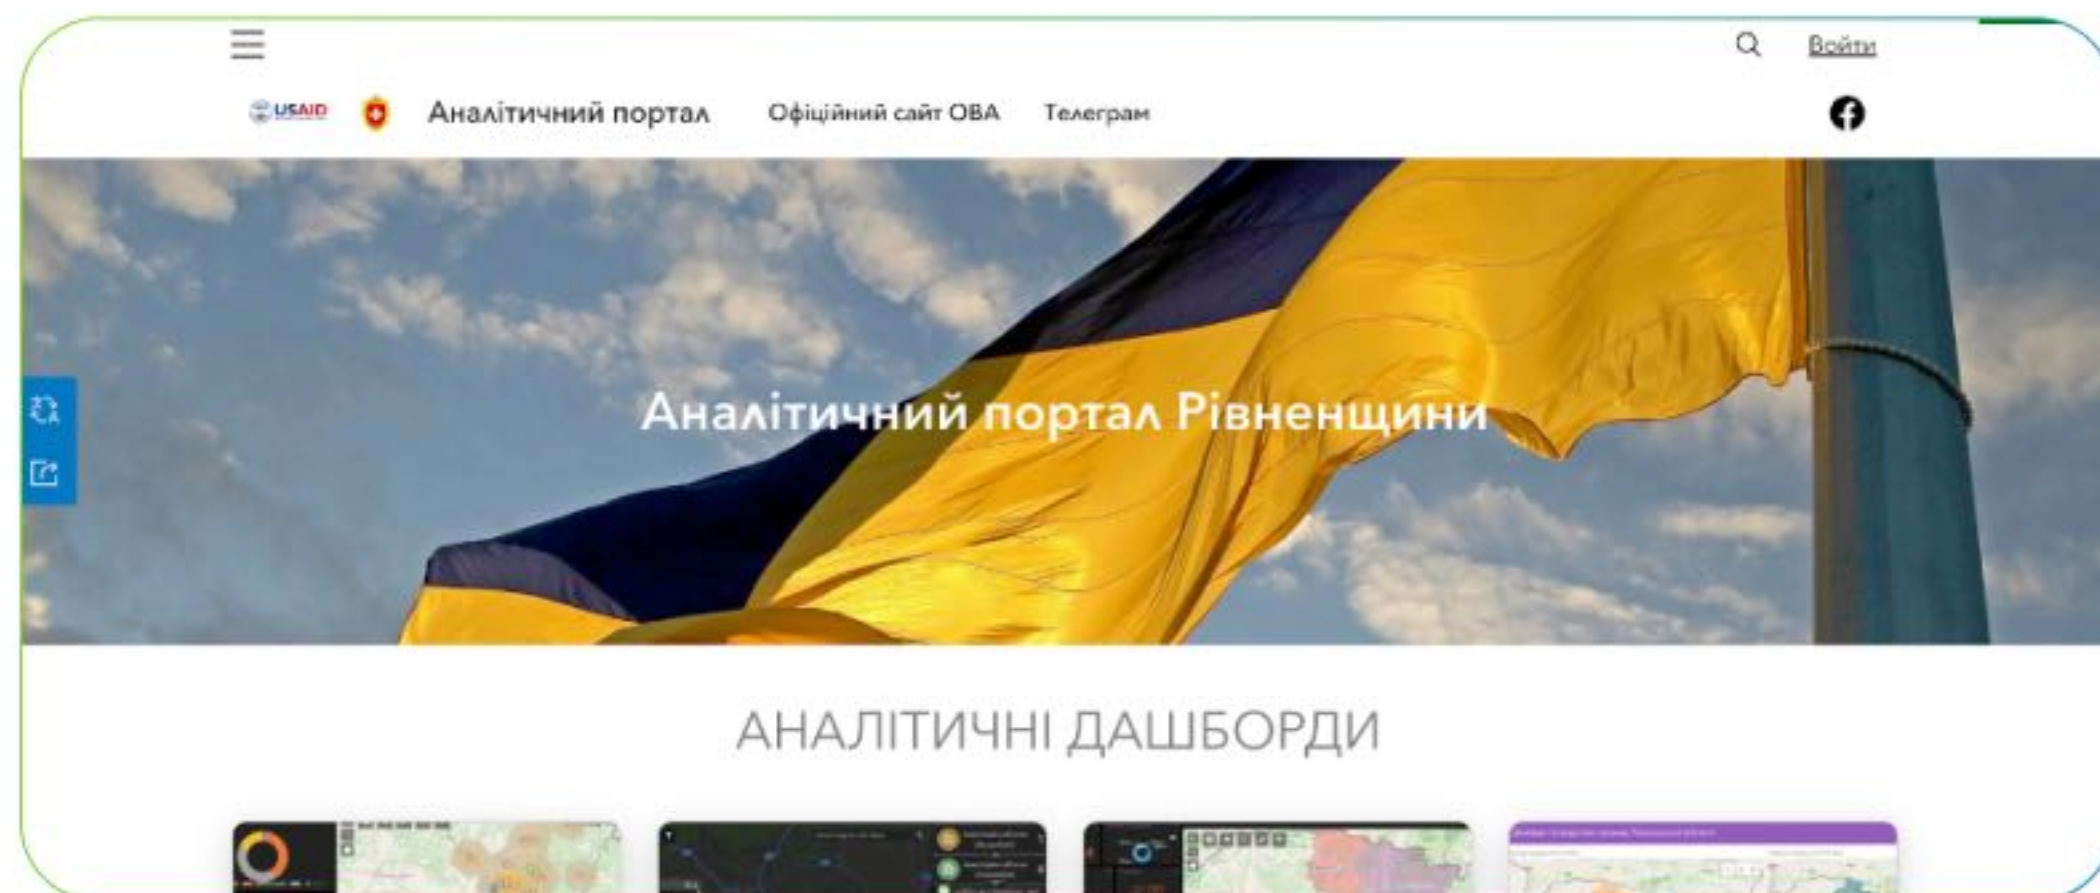 Войти
USAID
Аналітичний портал Офіційний сайт ОВА Телеграм
Аналітичний портал Рівненщини
АНАЛІТИЧНІ ДАШБОРДИ